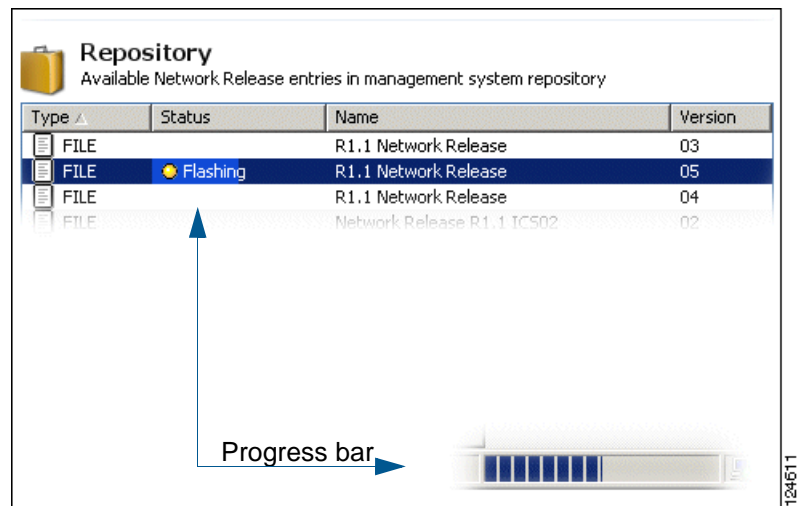 Repository
Available Network Release entries in management system repository
Type Status Name Version
FILE R1.1 Network Release 03
FILE Flashing R1.1 Network Release 05
FILE R1.1 Network Release 04
FILE Network Release R1.1 IC502 02
Progress bar
124611